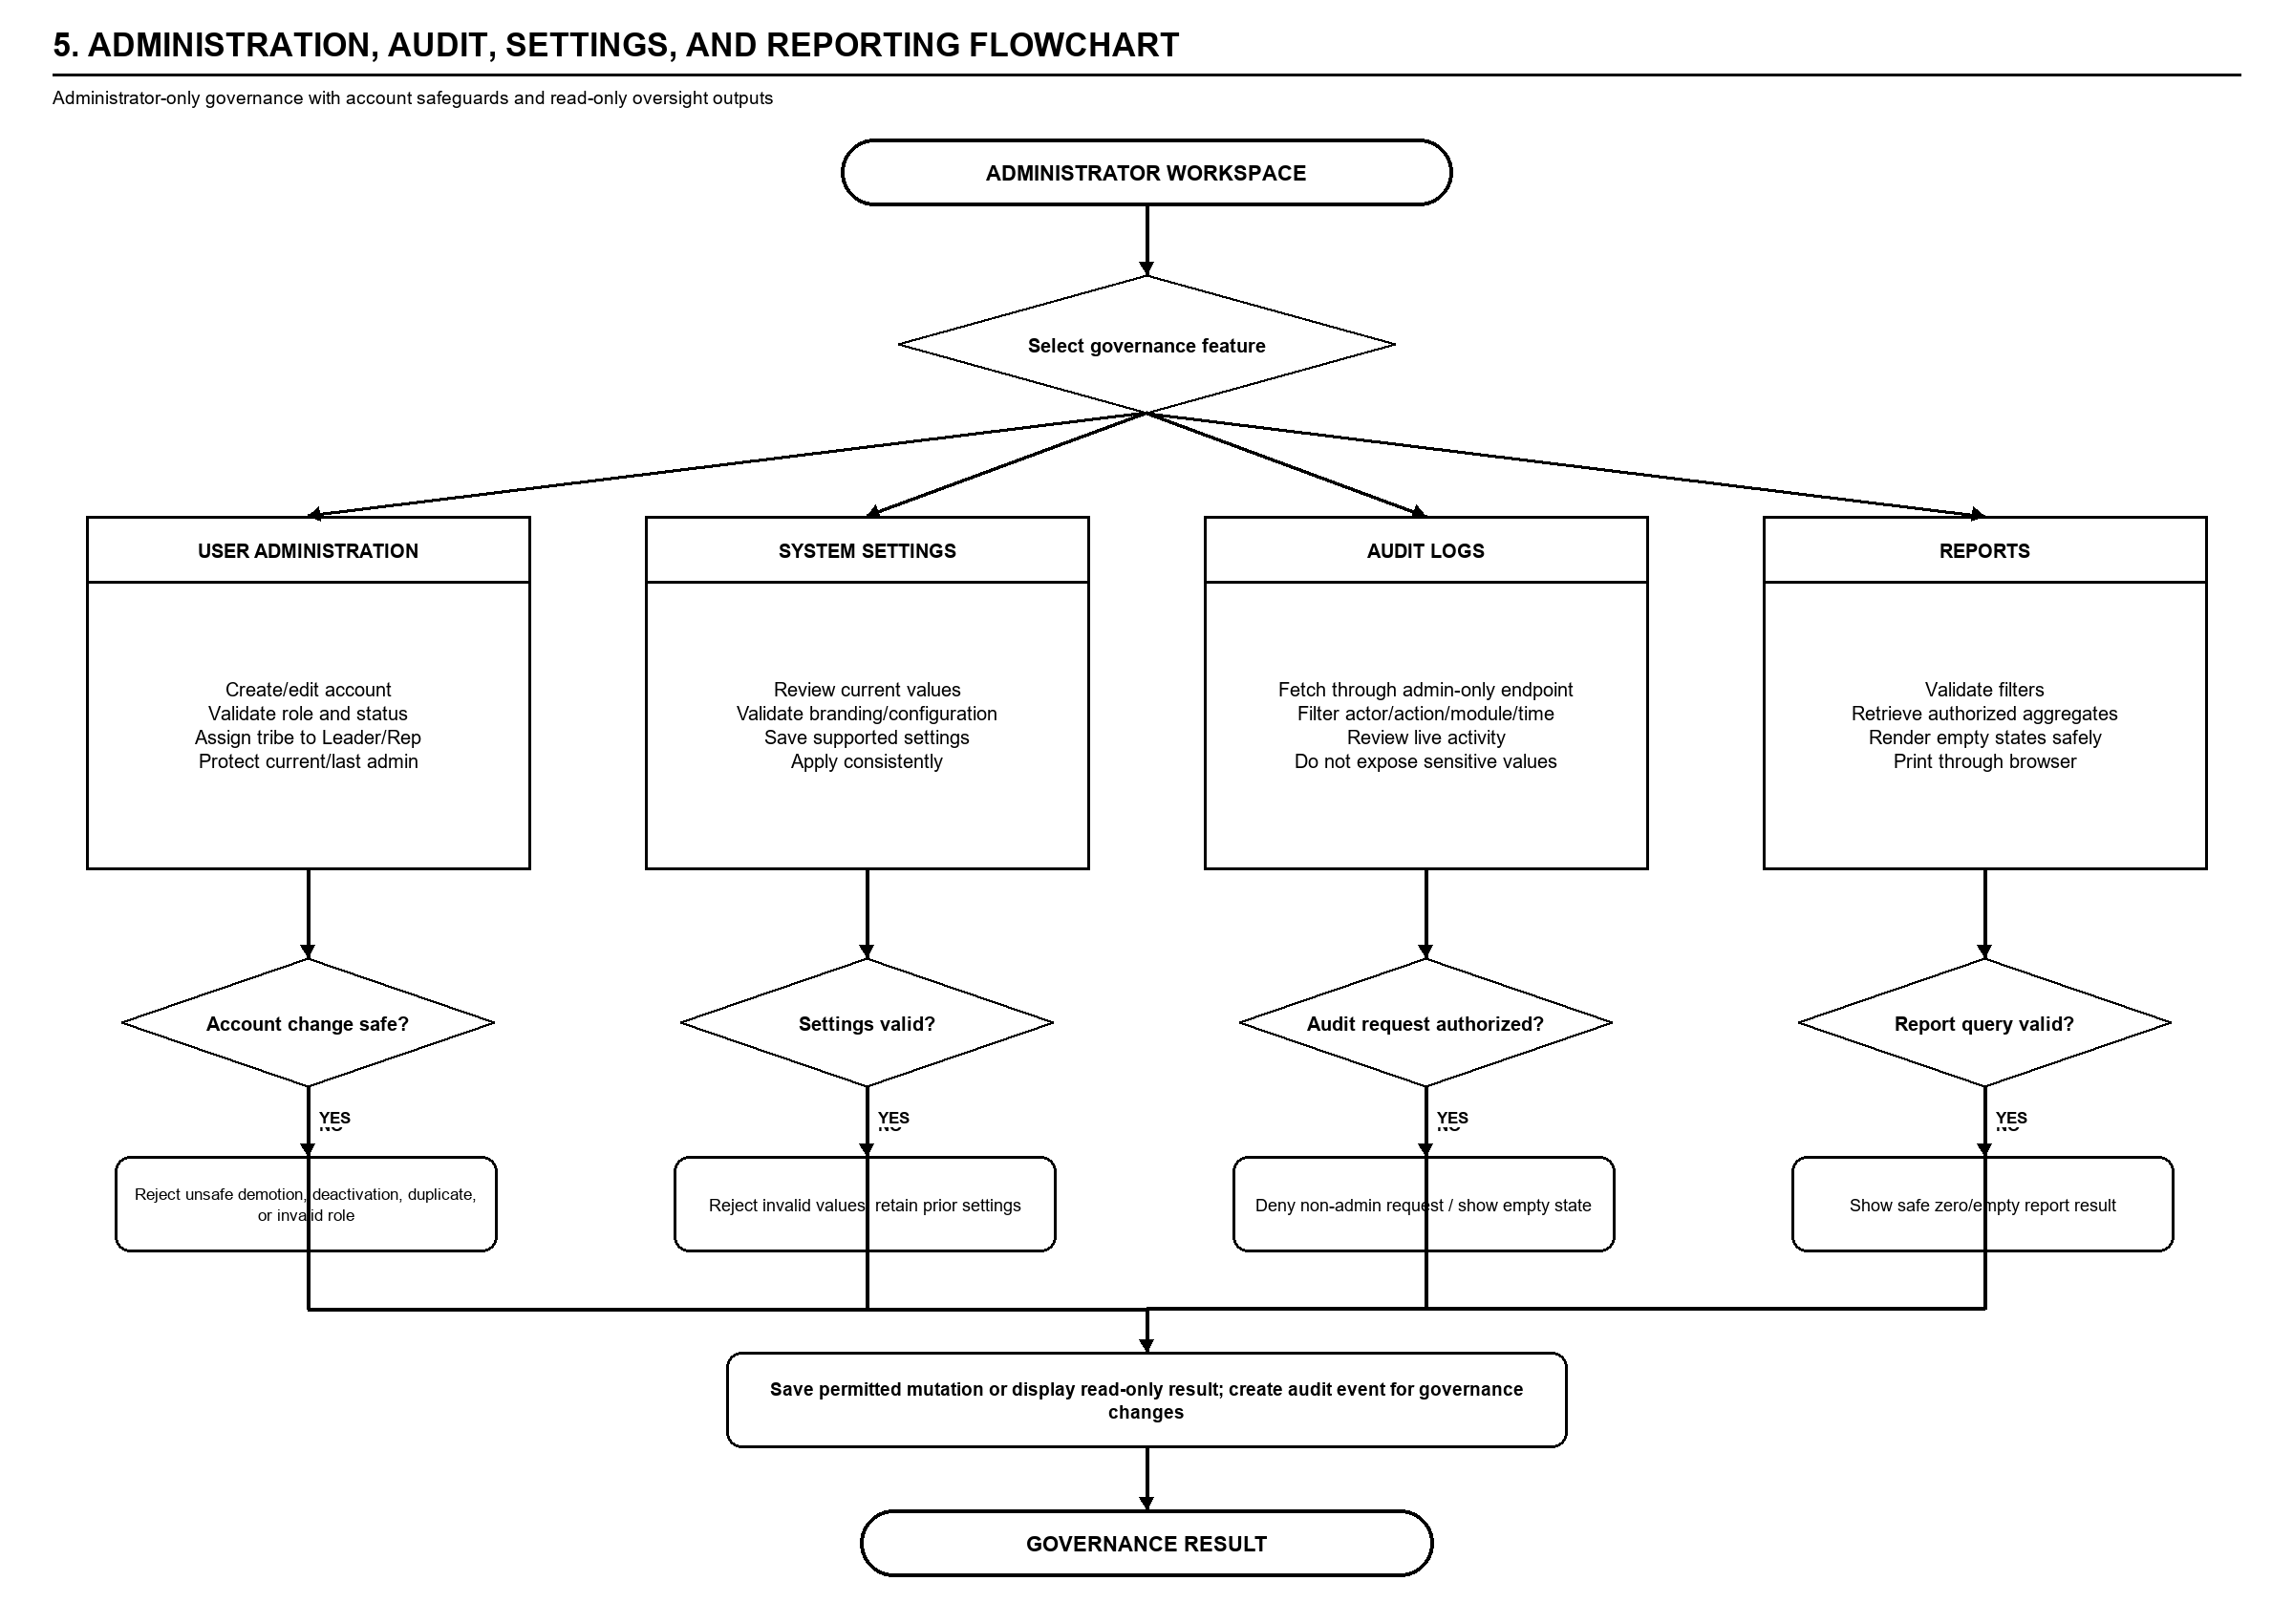 5. ADMINISTRATION, AUDIT, SETTINGS, AND REPORTING FLOWCHART
Administrator-only governance with account safeguards and read-only oversight outputs
ADMINISTRATOR WORKSPACE
Select governance feature
USER ADMINISTRATION
Create/edit account
Validate role and status
Assign tribe to Leader/Rep
Protect current/last admin
SYSTEM SETTINGS
Review current values
Validate branding/configuration
Save supported settings
Apply consistently
AUDIT LOGS
Fetch through admin-only endpoint
Filter actor/action/module/time
Review live activity
Do not expose sensitive values
REPORTS
Validate filters
Retrieve authorized aggregates
Render empty states safely
Print through browser
Account change safe?
Settings valid?
Audit request authorized?
Report query valid?
YES
NO
YES
NO
YES
NO
YES
NO
Reject unsafe demotion, deactivation, duplicate,
or invalid role
Reject invalid values; retain prior settings
Deny non-admin request / show empty state
Show safe zero/empty report result
Save permitted mutation or display read-only result; create audit event for governance
changes
GOVERNANCE RESULT